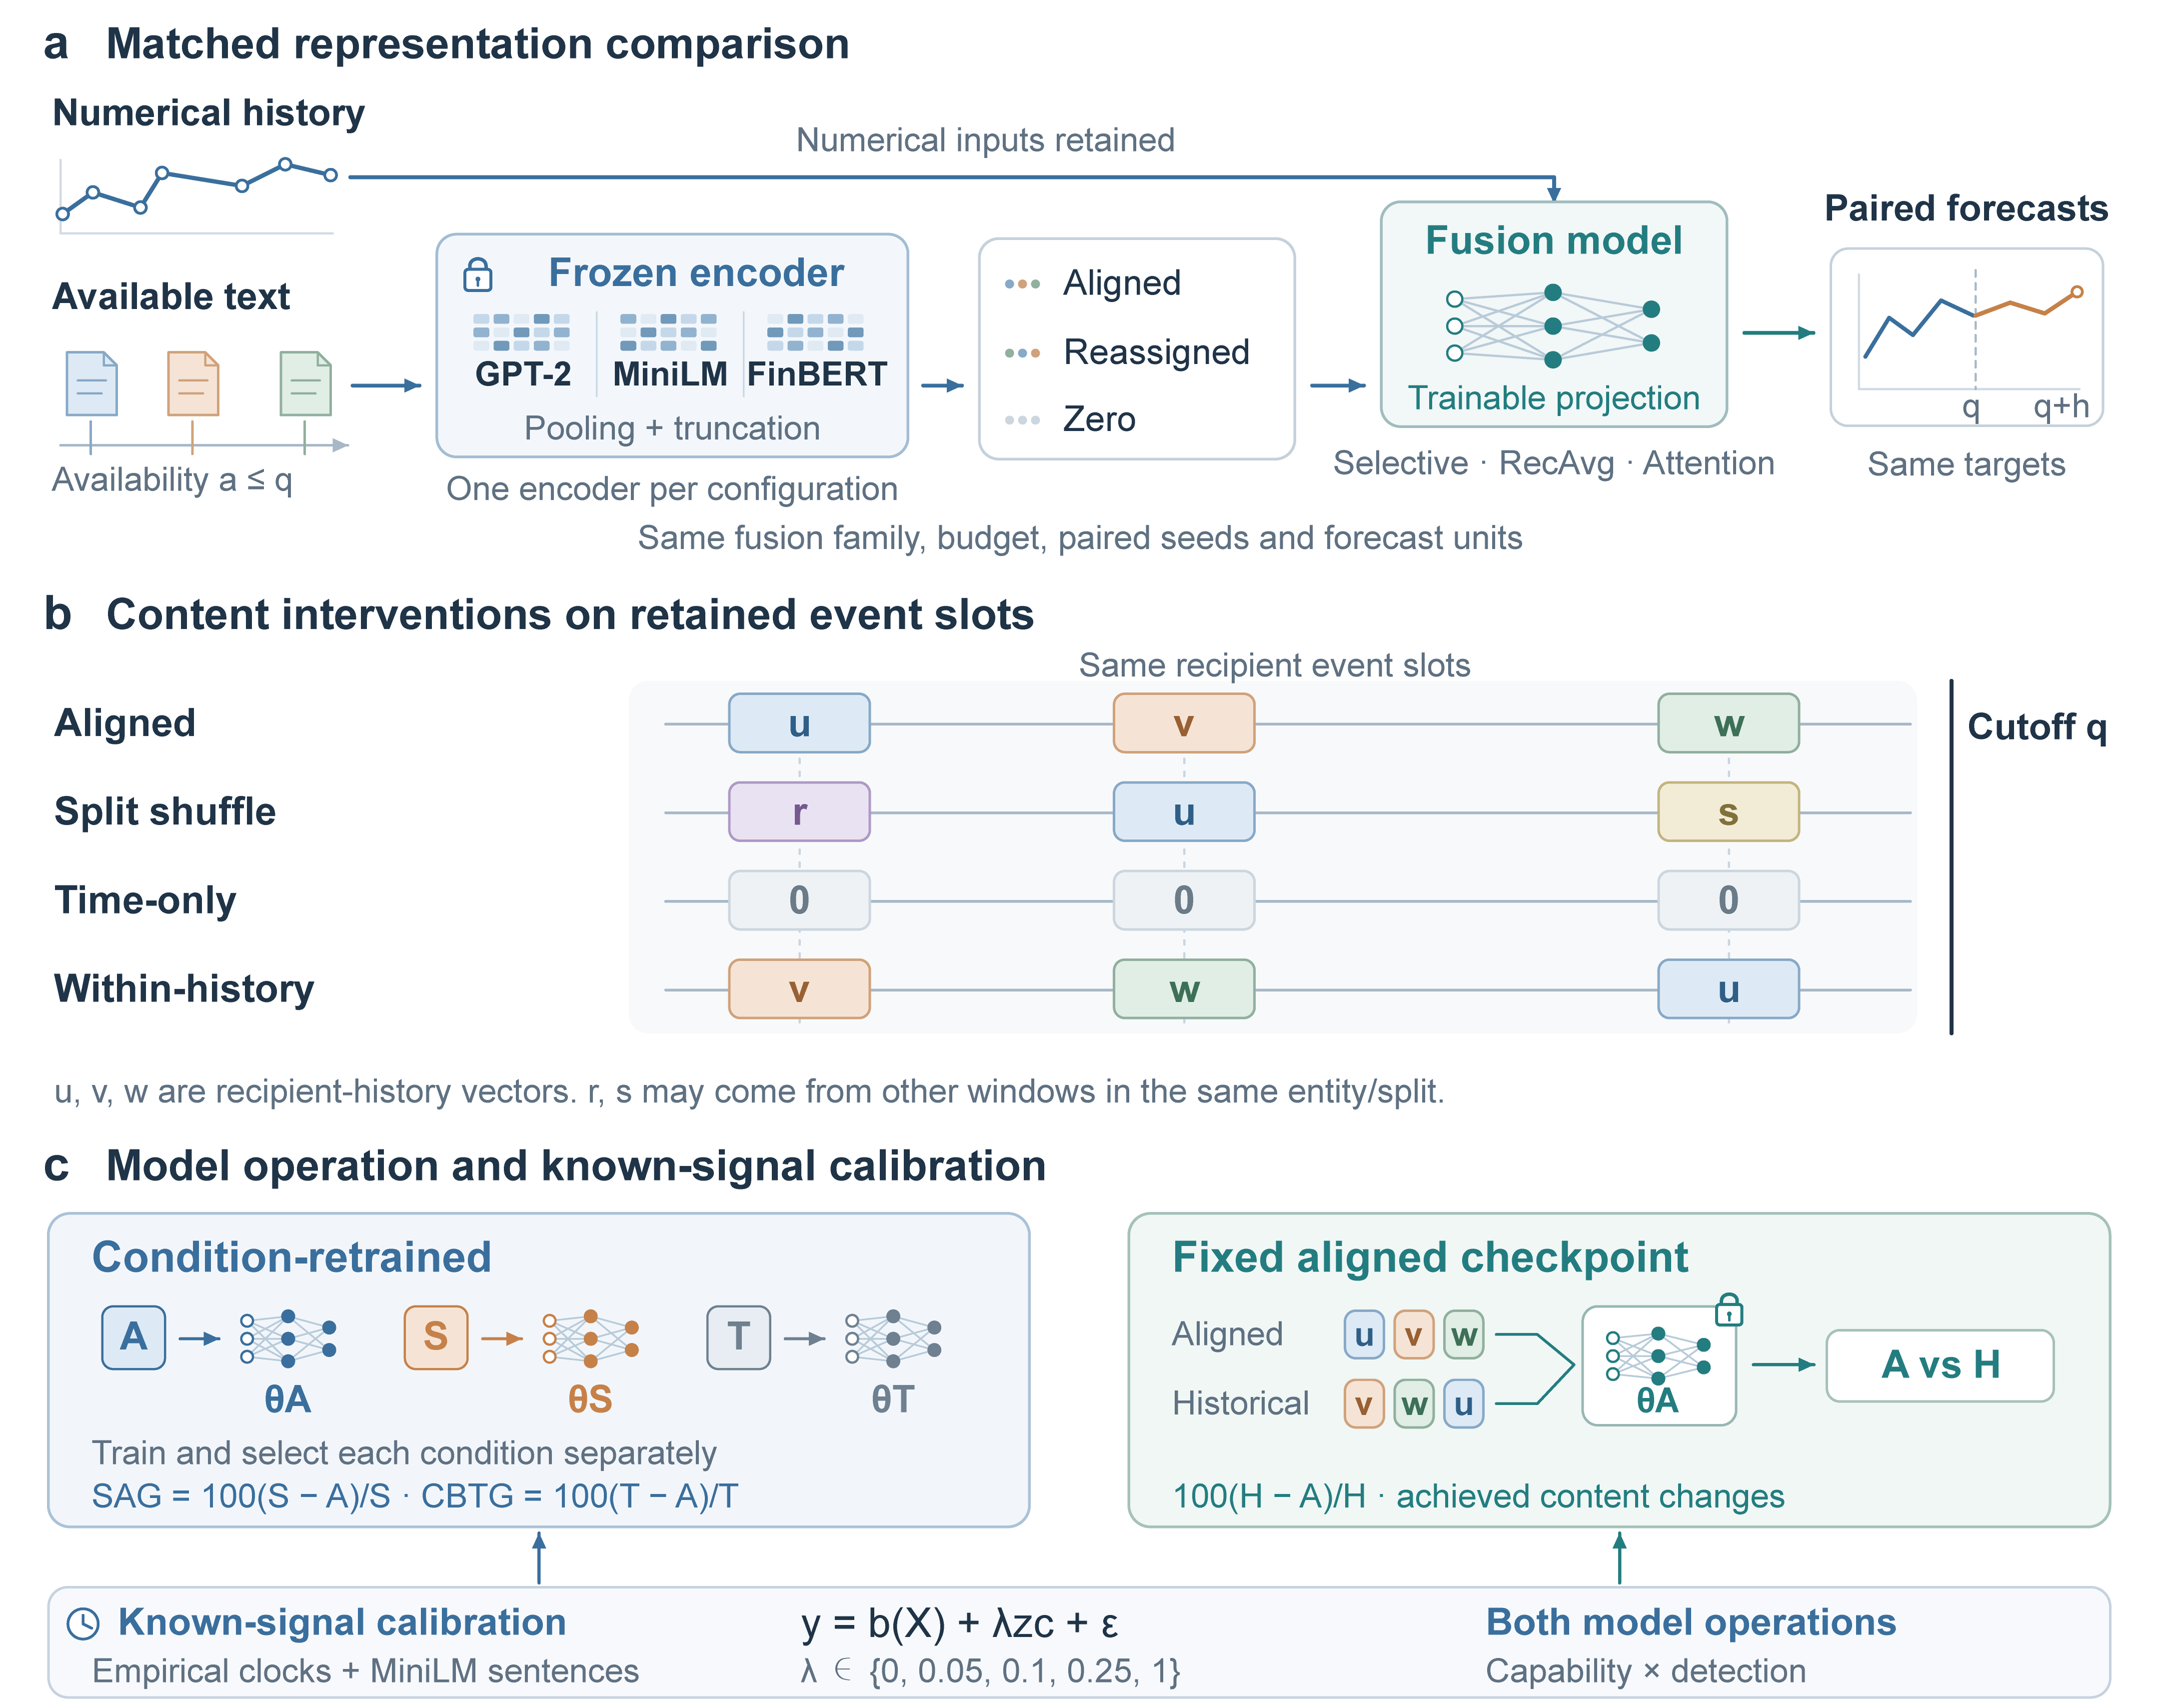 a Matched representation comparison
Numerical history
Numerical inputs retained
Available text
Availability a ≤ q
Frozen encoder
GPT-2 MiniLM FinBERT
Pooling + truncation
One encoder per configuration
Aligned
Reassigned
Zero
Fusion model
Trainable projection
Selective · RecAvg · Attention
Paired forecasts
q q+h
Same targets
Same fusion family, budget, paired seeds and forecast units
b Content interventions on retained event slots
Same recipient event slots
Aligned u v w Cutoff q
Split shuffle r u s
Time-only 0 0 0
Within-history v w u
u, v, w are recipient-history vectors. r, s may come from other windows in the same entity/split.
c Model operation and known-signal calibration
Condition-retrained
A S T
θA θS θT
Train and select each condition separately
SAG = 100(S − A)/S · CBTG = 100(T − A)/T
Fixed aligned checkpoint
Aligned u v w
Historical v w u
θA
A vs H
100(H − A)/H · achieved content changes
Known-signal calibration
Empirical clocks + MiniLM sentences
y = b(X) + λzc + ε
λ ∈ {0, 0.05, 0.1, 0.25, 1}
Both model operations
Capability × detection